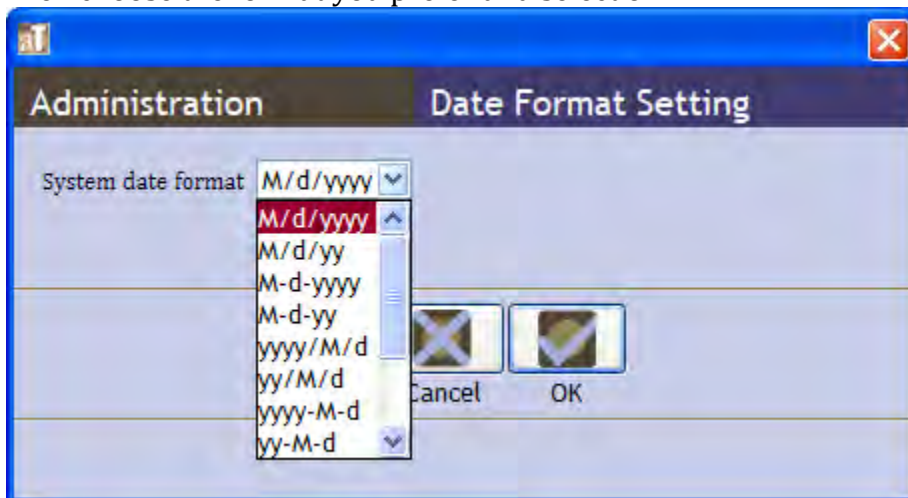 Administration
Date Format Setting
System date format M/d/yyyy
M/d/yyyy
M/d/yy
M-d-yyyy
M-d-yy
yyyy/M/d
yy/M/d
yyyy-M-d
yy-M-d
Cancel
OK